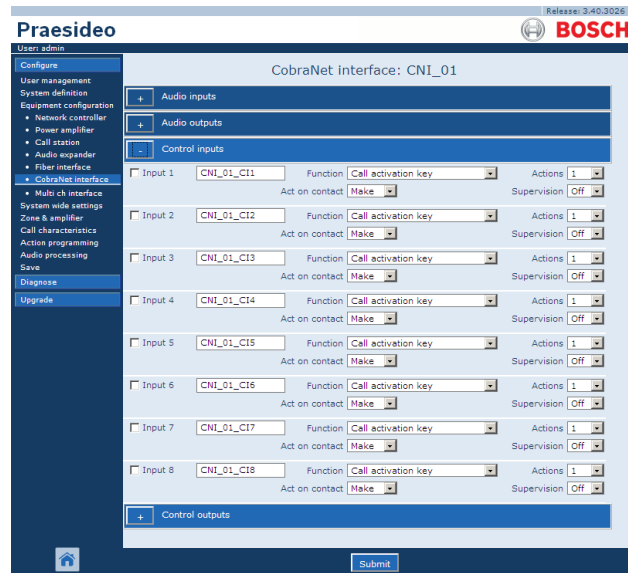 Release: 3.40.3026
Praesideo
BOSCH
User: admin
Configure
User management
System definition
Equipment configuration
• Network controller
• Power amplifier
• Call station
• Audio expander
• Fiber interface
• CobraNet interface
• Multi ch interface
System wide settings
Zone & amplifier
Call characteristics
Action programming
Audio processing
Save
Diagnose
Upgrade
CobraNet interface: CNI_01
+ Audio inputs
+ Audio outputs
- Control inputs
Input 1 CNI_01_CI1 Function Call activation key Actions 1
Act on contact Make Supervision Off
Input 2 CNI_01_CI2 Function Call activation key Actions 1
Act on contact Make Supervision Off
Input 3 CNI_01_CI3 Function Call activation key Actions 1
Act on contact Make Supervision Off
Input 4 CNI_01_CI4 Function Call activation key Actions 1
Act on contact Make Supervision Off
Input 5 CNI_01_CI5 Function Call activation key Actions 1
Act on contact Make Supervision Off
Input 6 CNI_01_CI6 Function Call activation key Actions 1
Act on contact Make Supervision Off
Input 7 CNI_01_CI7 Function Call activation key Actions 1
Act on contact Make Supervision Off
Input 8 CNI_01_CI8 Function Call activation key Actions 1
Act on contact Make Supervision Off
+ Control outputs
Submit